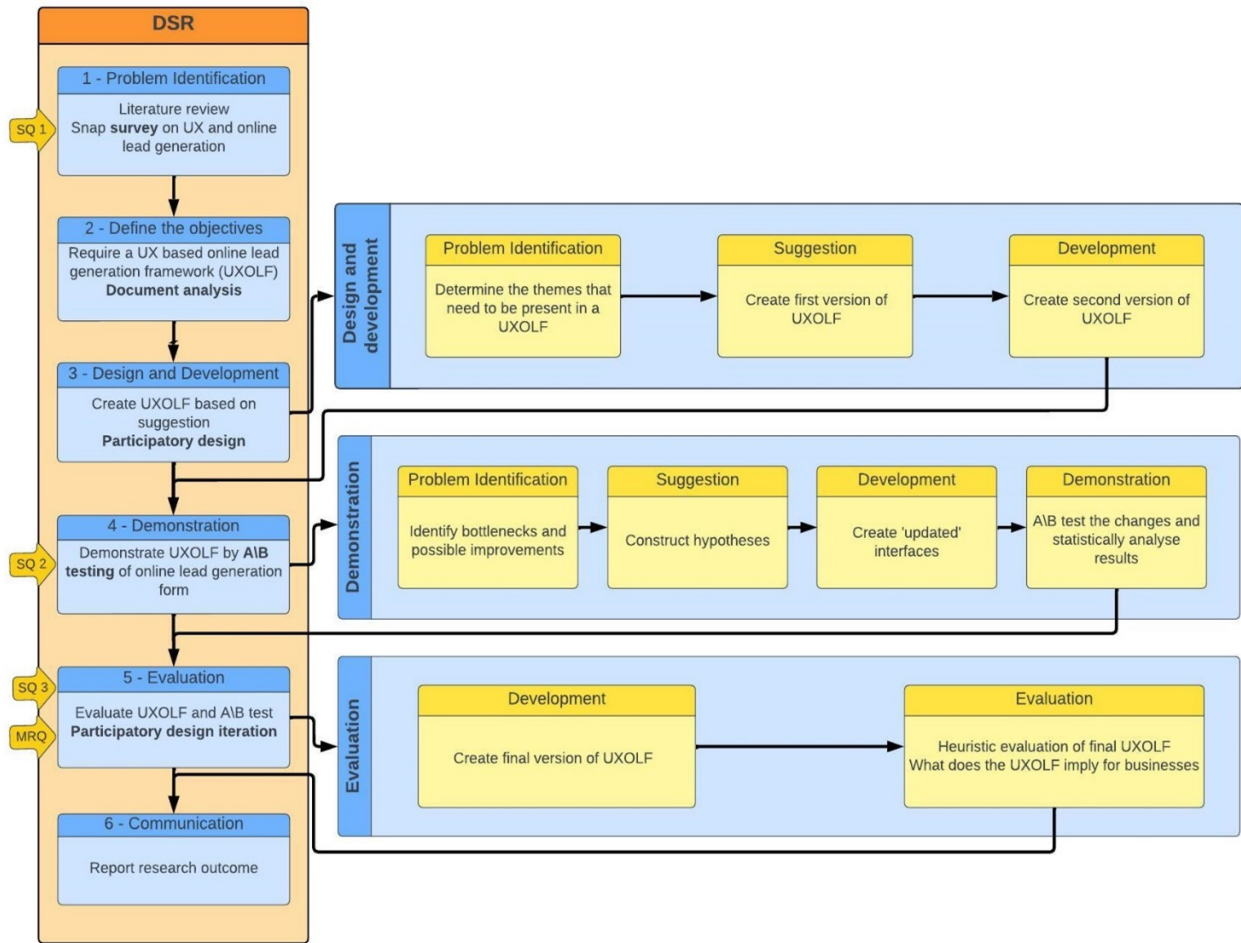 DSR
1 - Problem Identification
Literature review
Snap survey on UX and online
lead generation
SQ 1
2 - Define the objectives
Require a UX based online lead
generation framework (UXOLF)
Document analysis
3 - Design and Development
Create UXOLF based on
suggestion
Participatory design
4 - Demonstration
Demonstrate UXOLF by A\B
testing of online lead generation
form
SQ 2
5 - Evaluation
Evaluate UXOLF and A\B test
Participatory design iteration
SQ 3
MRQ
6 - Communication
Report research outcome
Design and
development
Problem Identification
Determine the themes that
need to be present in a
UXOLF
Suggestion
Create first version of
UXOLF
Development
Create second version of
UXOLF
Demonstration
Problem Identification
Identify bottlenecks and
possible improvements
Suggestion
Construct hypotheses
Development
Create 'updated'
interfaces
Demonstration
A\B test the changes and
statistically analyse
results
Evaluation
Development
Create final version of UXOLF
Evaluation
Heuristic evaluation of final UXOLF
What does the UXOLF imply for businesses